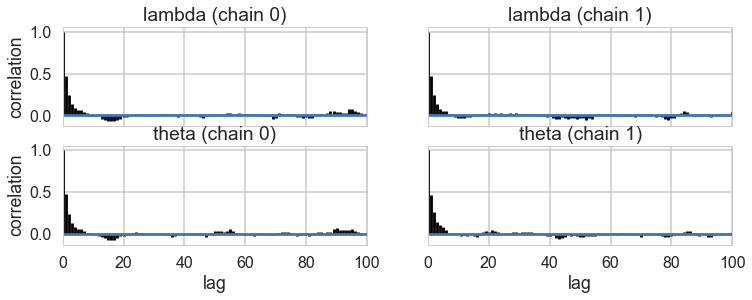 lambda (chain 0)
lambda (chain 1)
1.0
0.5
0.0
correlation
theta (chain 0)
theta (chain 1)
1.0
0.5
0.0
correlation
0 20 40 60 80 100
0 20 40 60 80 100
lag
lag